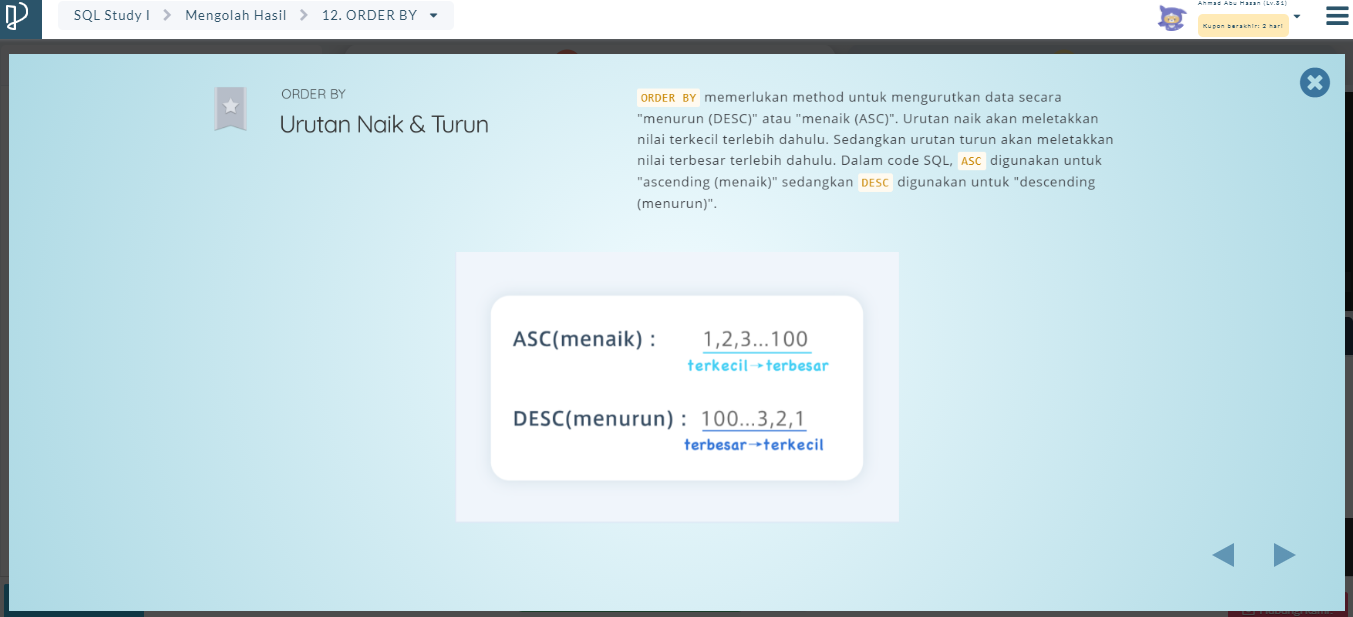 SQL Study I
Mengolah Hasil
12. ORDER BY
Ahmad Abu Hasan (Lv.31)
Kupon berakhir: 2 hari
ORDER BY
Urutan Naik & Turun
ORDER BY memerlukan method untuk mengurutkan data secara
"menurun (DESC)" atau "menaik (ASC)". Urutan naik akan meletakkan
nilai terkecil terlebih dahulu. Sedangkan urutan turun akan meletakkan
nilai terbesar terlebih dahulu. Dalam code SQL, ASC digunakan untuk
"ascending (menaik)" sedangkan DESC digunakan untuk "descending
(menurun)".
ASC(menaik) : 1,2,3...100
terkecil→terbesar
DESC(menurun) : 100...3,2,1
terbesar→terkecil